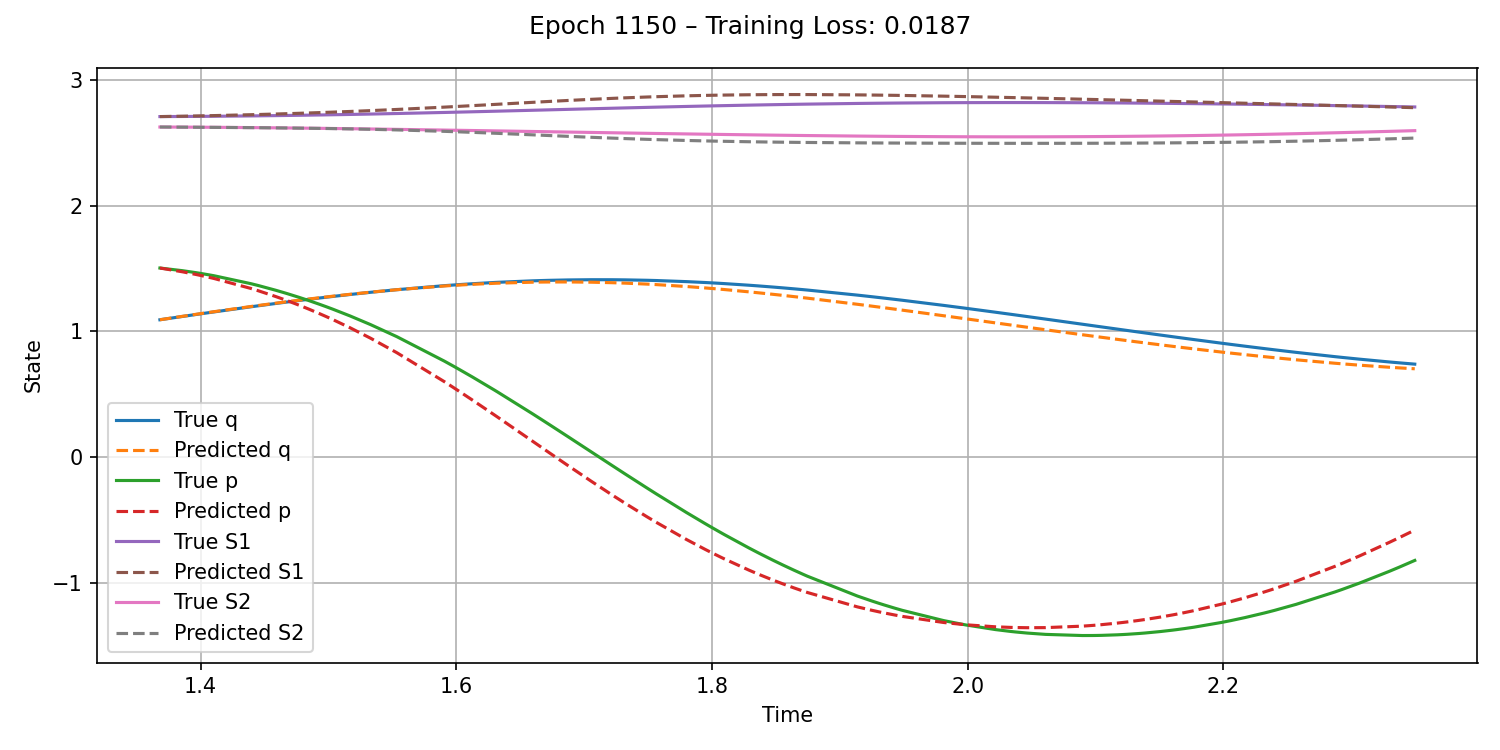 Epoch 1150 – Training Loss: 0.0187
3
2
1
0
−1
State
True q
Predicted q
True p
Predicted p
True S1
Predicted S1
True S2
Predicted S2
1.4 1.6 1.8 2.0 2.2
Time